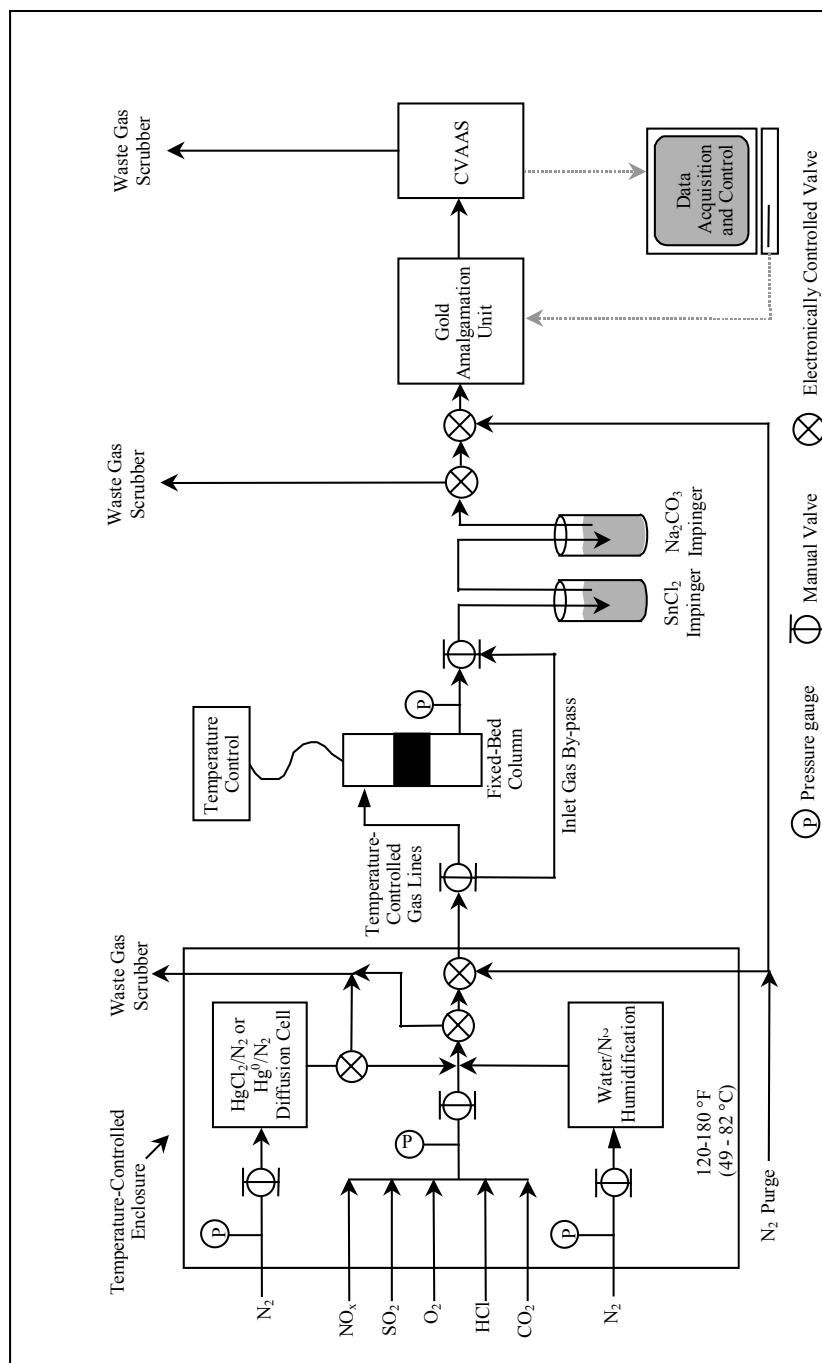 Temperature-Controlled
Enclosure
Waste Gas
Scrubber
P
N₂
HgCl₂/N₂ or
Hg⁰/N₂
Diffusion Cell
NOₓ
SO₂
O₂
HCl
CO₂
P
P
N₂
Water/N₂
Humidification
120-180 °F
(49 - 82 °C)
N₂ Purge
Temperature-
Controlled
Gas Lines
Temperature
Control
Fixed-Bed
Column
P
Inlet Gas By-pass
SnCl₂
Impinger
Na₂CO₃
Impinger
Waste Gas
Scrubber
Gold
Amalgamation
Unit
CVAAS
Waste Gas
Scrubber
Data
Acquisition
and Control
P Pressure gauge
Manual Valve
Electronically Controlled Valve